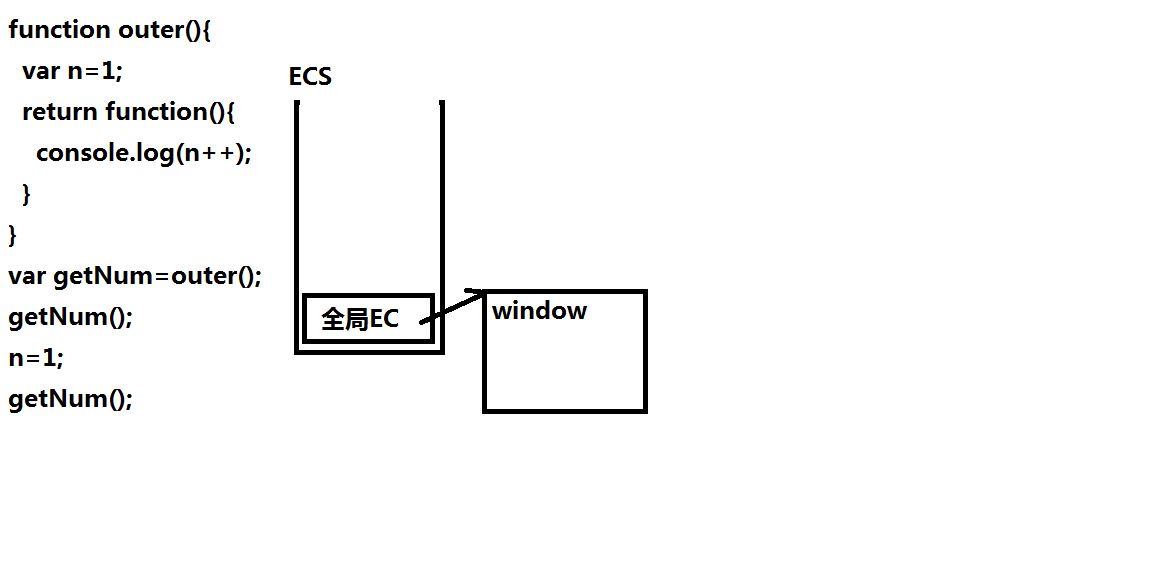 function outer(){
var n=1;
return function(){
console.log(n++);
}
}
var getNum=outer();
getNum();
n=1;
getNum();
ECS
全局EC
window